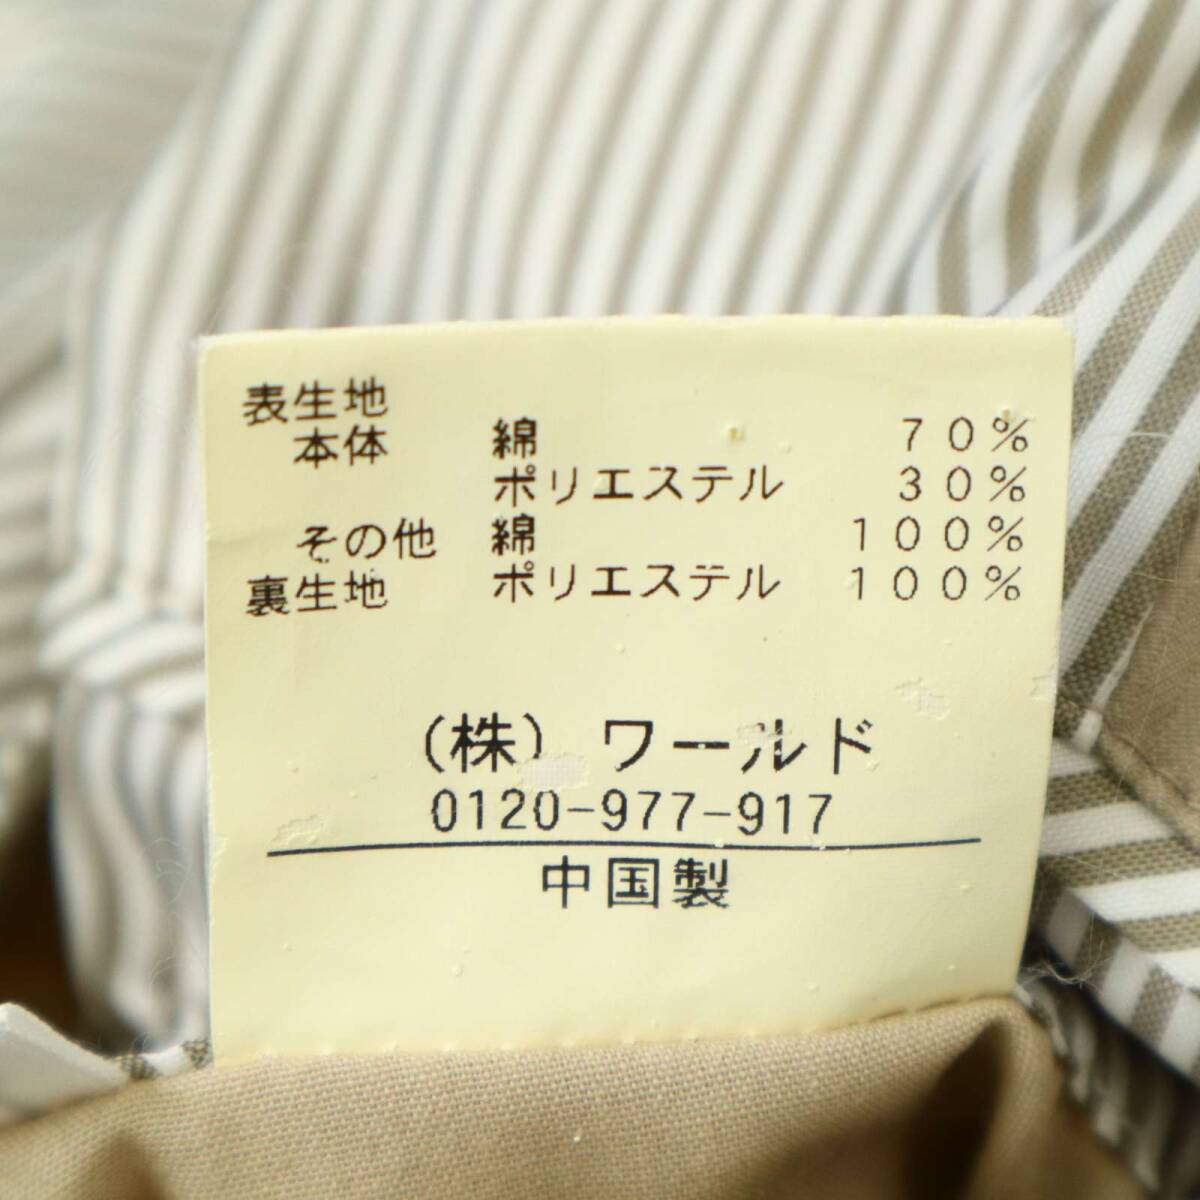 表生地
本体 綿 70%
ポリエステル 30%
その他 綿 100%
裏生地 ポリエステル 100%
(株) ワールド
0120-977-917
中国製